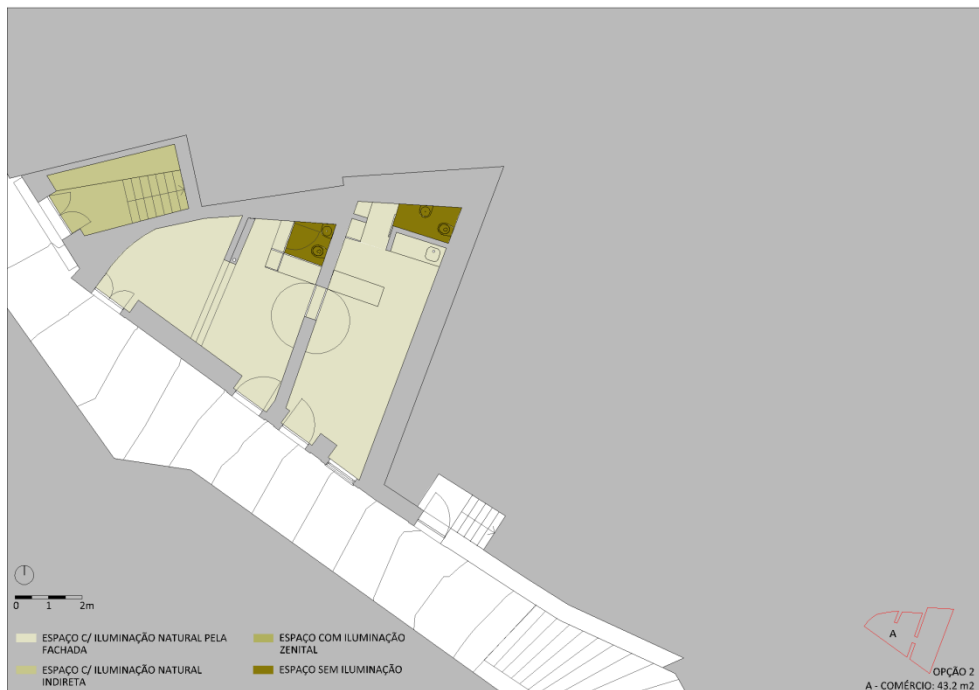 0 1 2m
ESPAÇO C/ ILUMINAÇÃO NATURAL PELA
FACHADA
ESPAÇO C/ ILUMINAÇÃO NATURAL
INDIRETA
ESPAÇO COM ILUMINAÇÃO
ZENITAL
ESPAÇO SEM ILUMINAÇÃO
A
OPÇÃO 2
A - COMÉRCIO: 43.2 m2